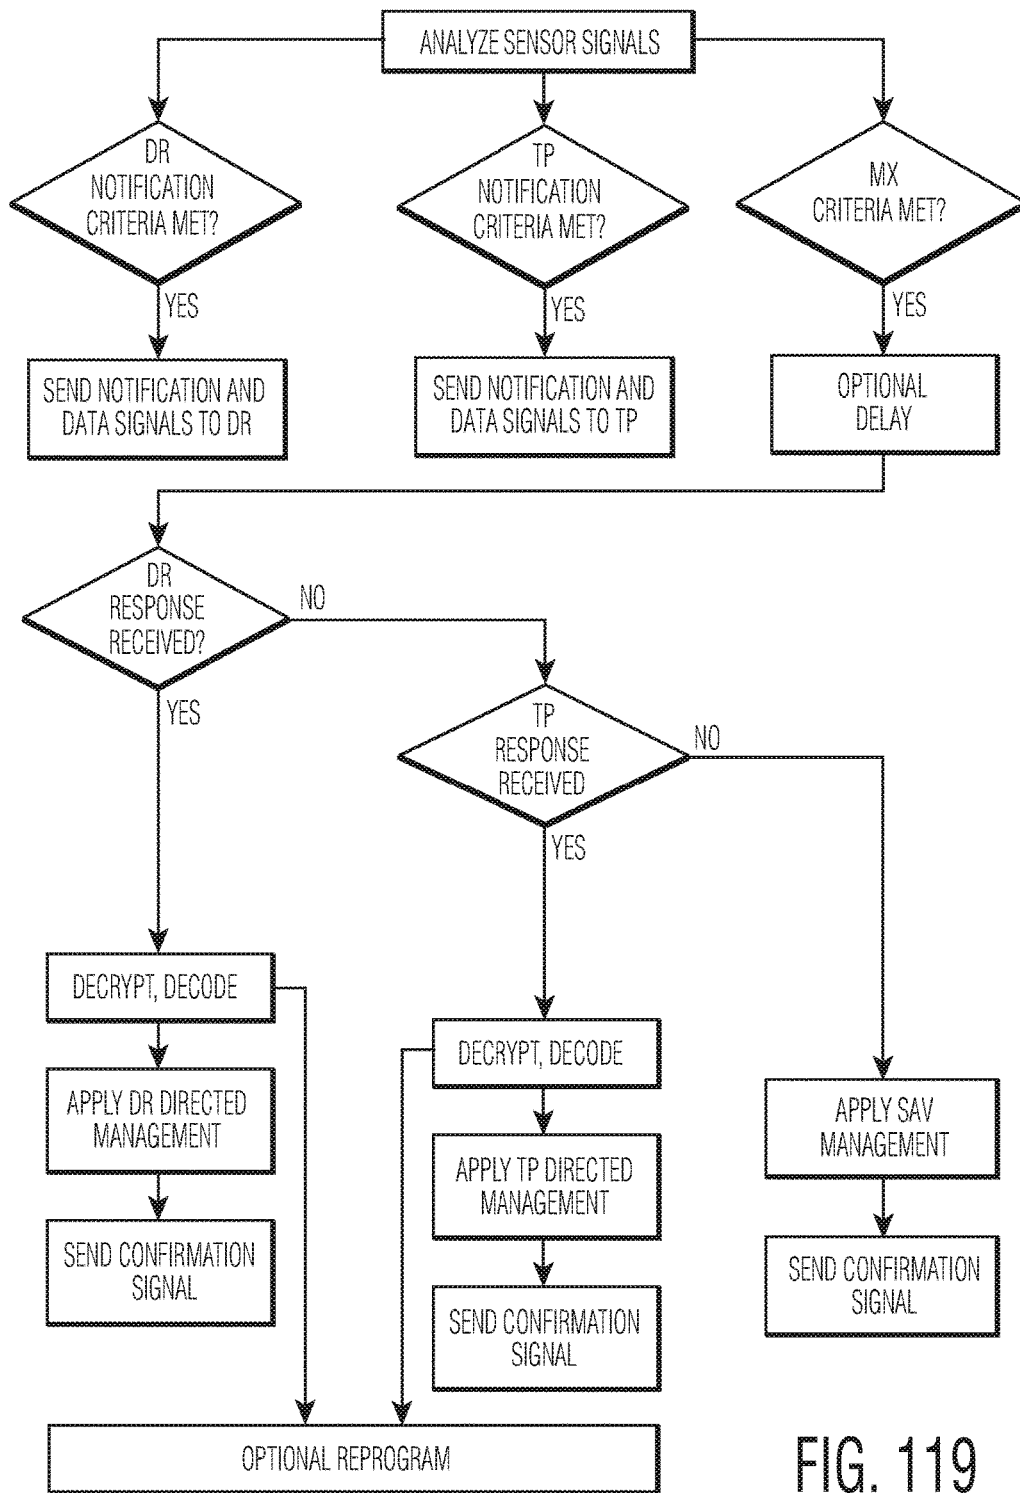 ANALYZE SENSOR SIGNALS
DR
NOTIFICATION
CRITERIA MET?
TP
NOTIFICATION
CRITERIA MET?
MX
CRITERIA MET?
YES
YES
YES
SEND NOTIFICATION AND
DATA SIGNALS TO DR
SEND NOTIFICATION AND
DATA SIGNALS TO TP
OPTIONAL
DELAY
DR
RESPONSE
RECEIVED?
NO
YES
TP
RESPONSE
RECEIVED
NO
YES
DECRYPT, DECODE
APPLY DR DIRECTED
MANAGEMENT
SEND CONFIRMATION
SIGNAL
DECRYPT, DECODE
APPLY TP DIRECTED
MANAGEMENT
SEND CONFIRMATION
SIGNAL
APPLY SAV
MANAGEMENT
SEND CONFIRMATION
SIGNAL
OPTIONAL REPROGRAM
FIG. 119